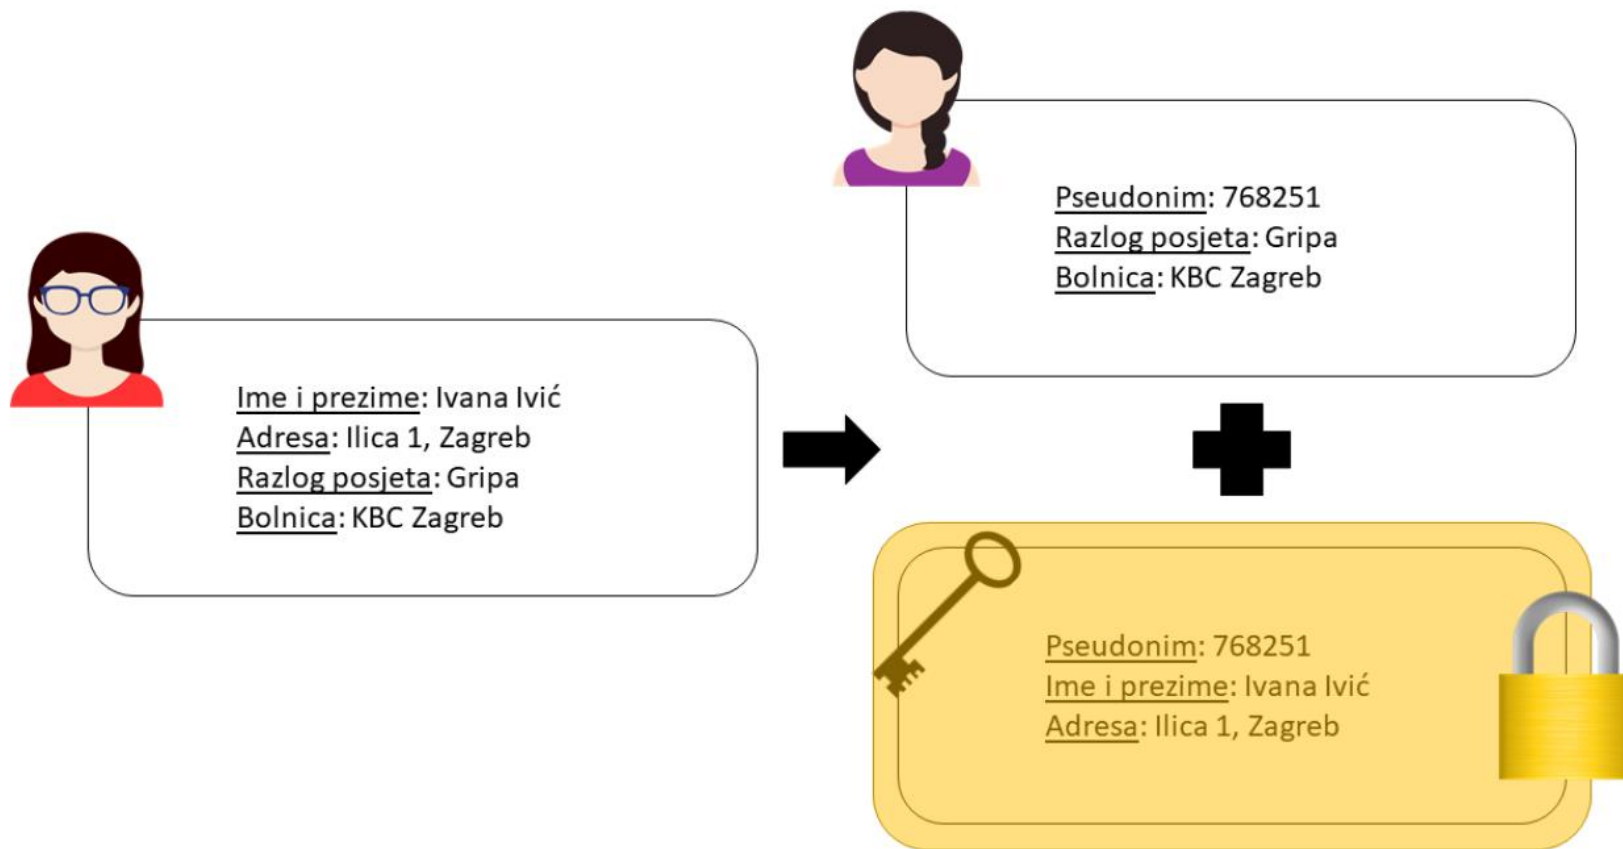 Ime i prezime: Ivana Ivić
Adresa: Ilica 1, Zagreb
Razlog posjeta: Gripa
Bolnica: KBC Zagreb
Pseudonim: 768251
Razlog posjeta: Gripa
Bolnica: KBC Zagreb
Pseudonim: 768251
Ime i prezime: Ivana Ivić
Adresa: Ilica 1, Zagreb